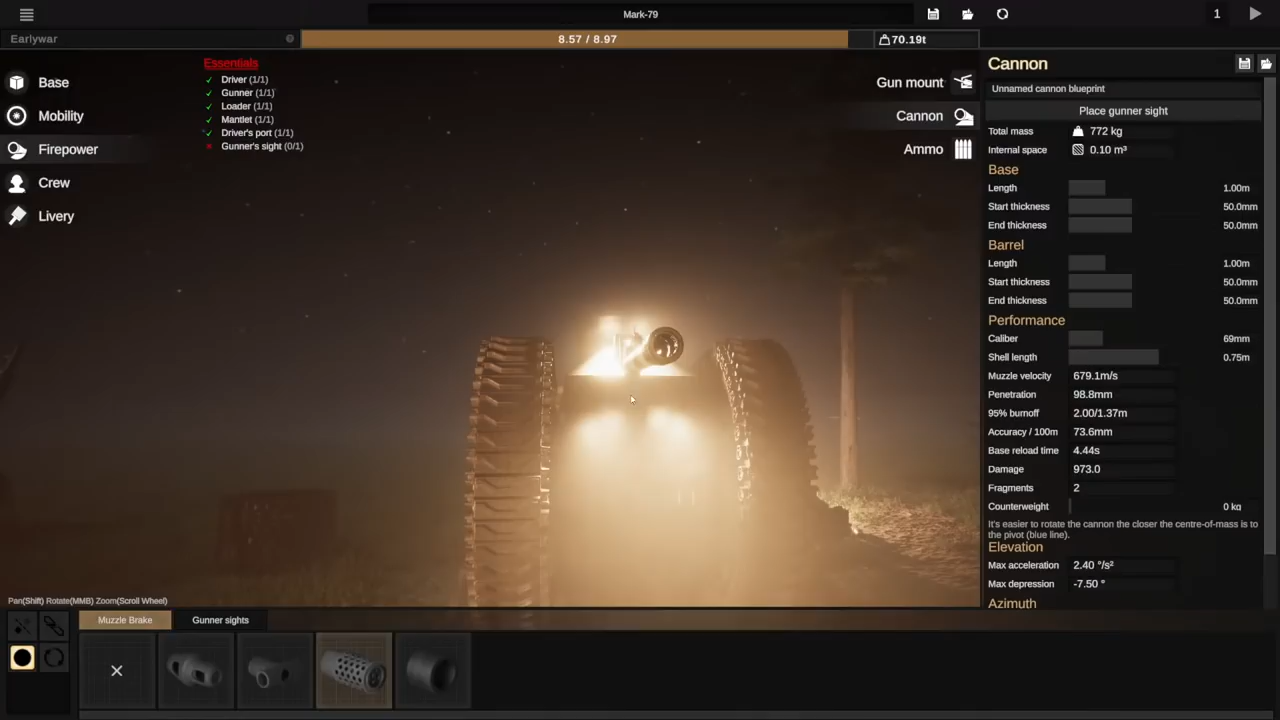 Mark-79
1
Earlywar
8.57 / 8.97
70.19t
Essentials
Driver (1/1)
Gunner (1/1)
Loader (1/1)
Mantlet (1/1)
Driver's port (1/1)
Gunner's sight (0/1)
Base
Mobility
Firepower
Crew
Livery
Gun mount
Cannon
Ammo
Cannon
Unnamed cannon blueprint
Place gunner sight
Total mass 772 kg
Internal space 0.10 m³
Base
Length 1.00m
Start thickness 50.0mm
End thickness 50.0mm
Barrel
Length 1.00m
Start thickness 50.0mm
End thickness 50.0mm
Performance
Caliber 69mm
Shell length 0.75m
Muzzle velocity 679.1m/s
Penetration 98.8mm
95% burnoff 2.00/1.37m
Accuracy / 100m 73.6mm
Base reload time 4.44s
Damage 973.0
Fragments 2
Counterweight 0 kg
It's easier to rotate the cannon the closer the centre-of-mass is to
the pivot (blue line).
Elevation
Max acceleration 2.40 °/s²
Max depression -7.50 °
Azimuth
Pan(Shift) Rotate(MMB) Zoom(Scroll Wheel)
Muzzle Brake
Gunner sights